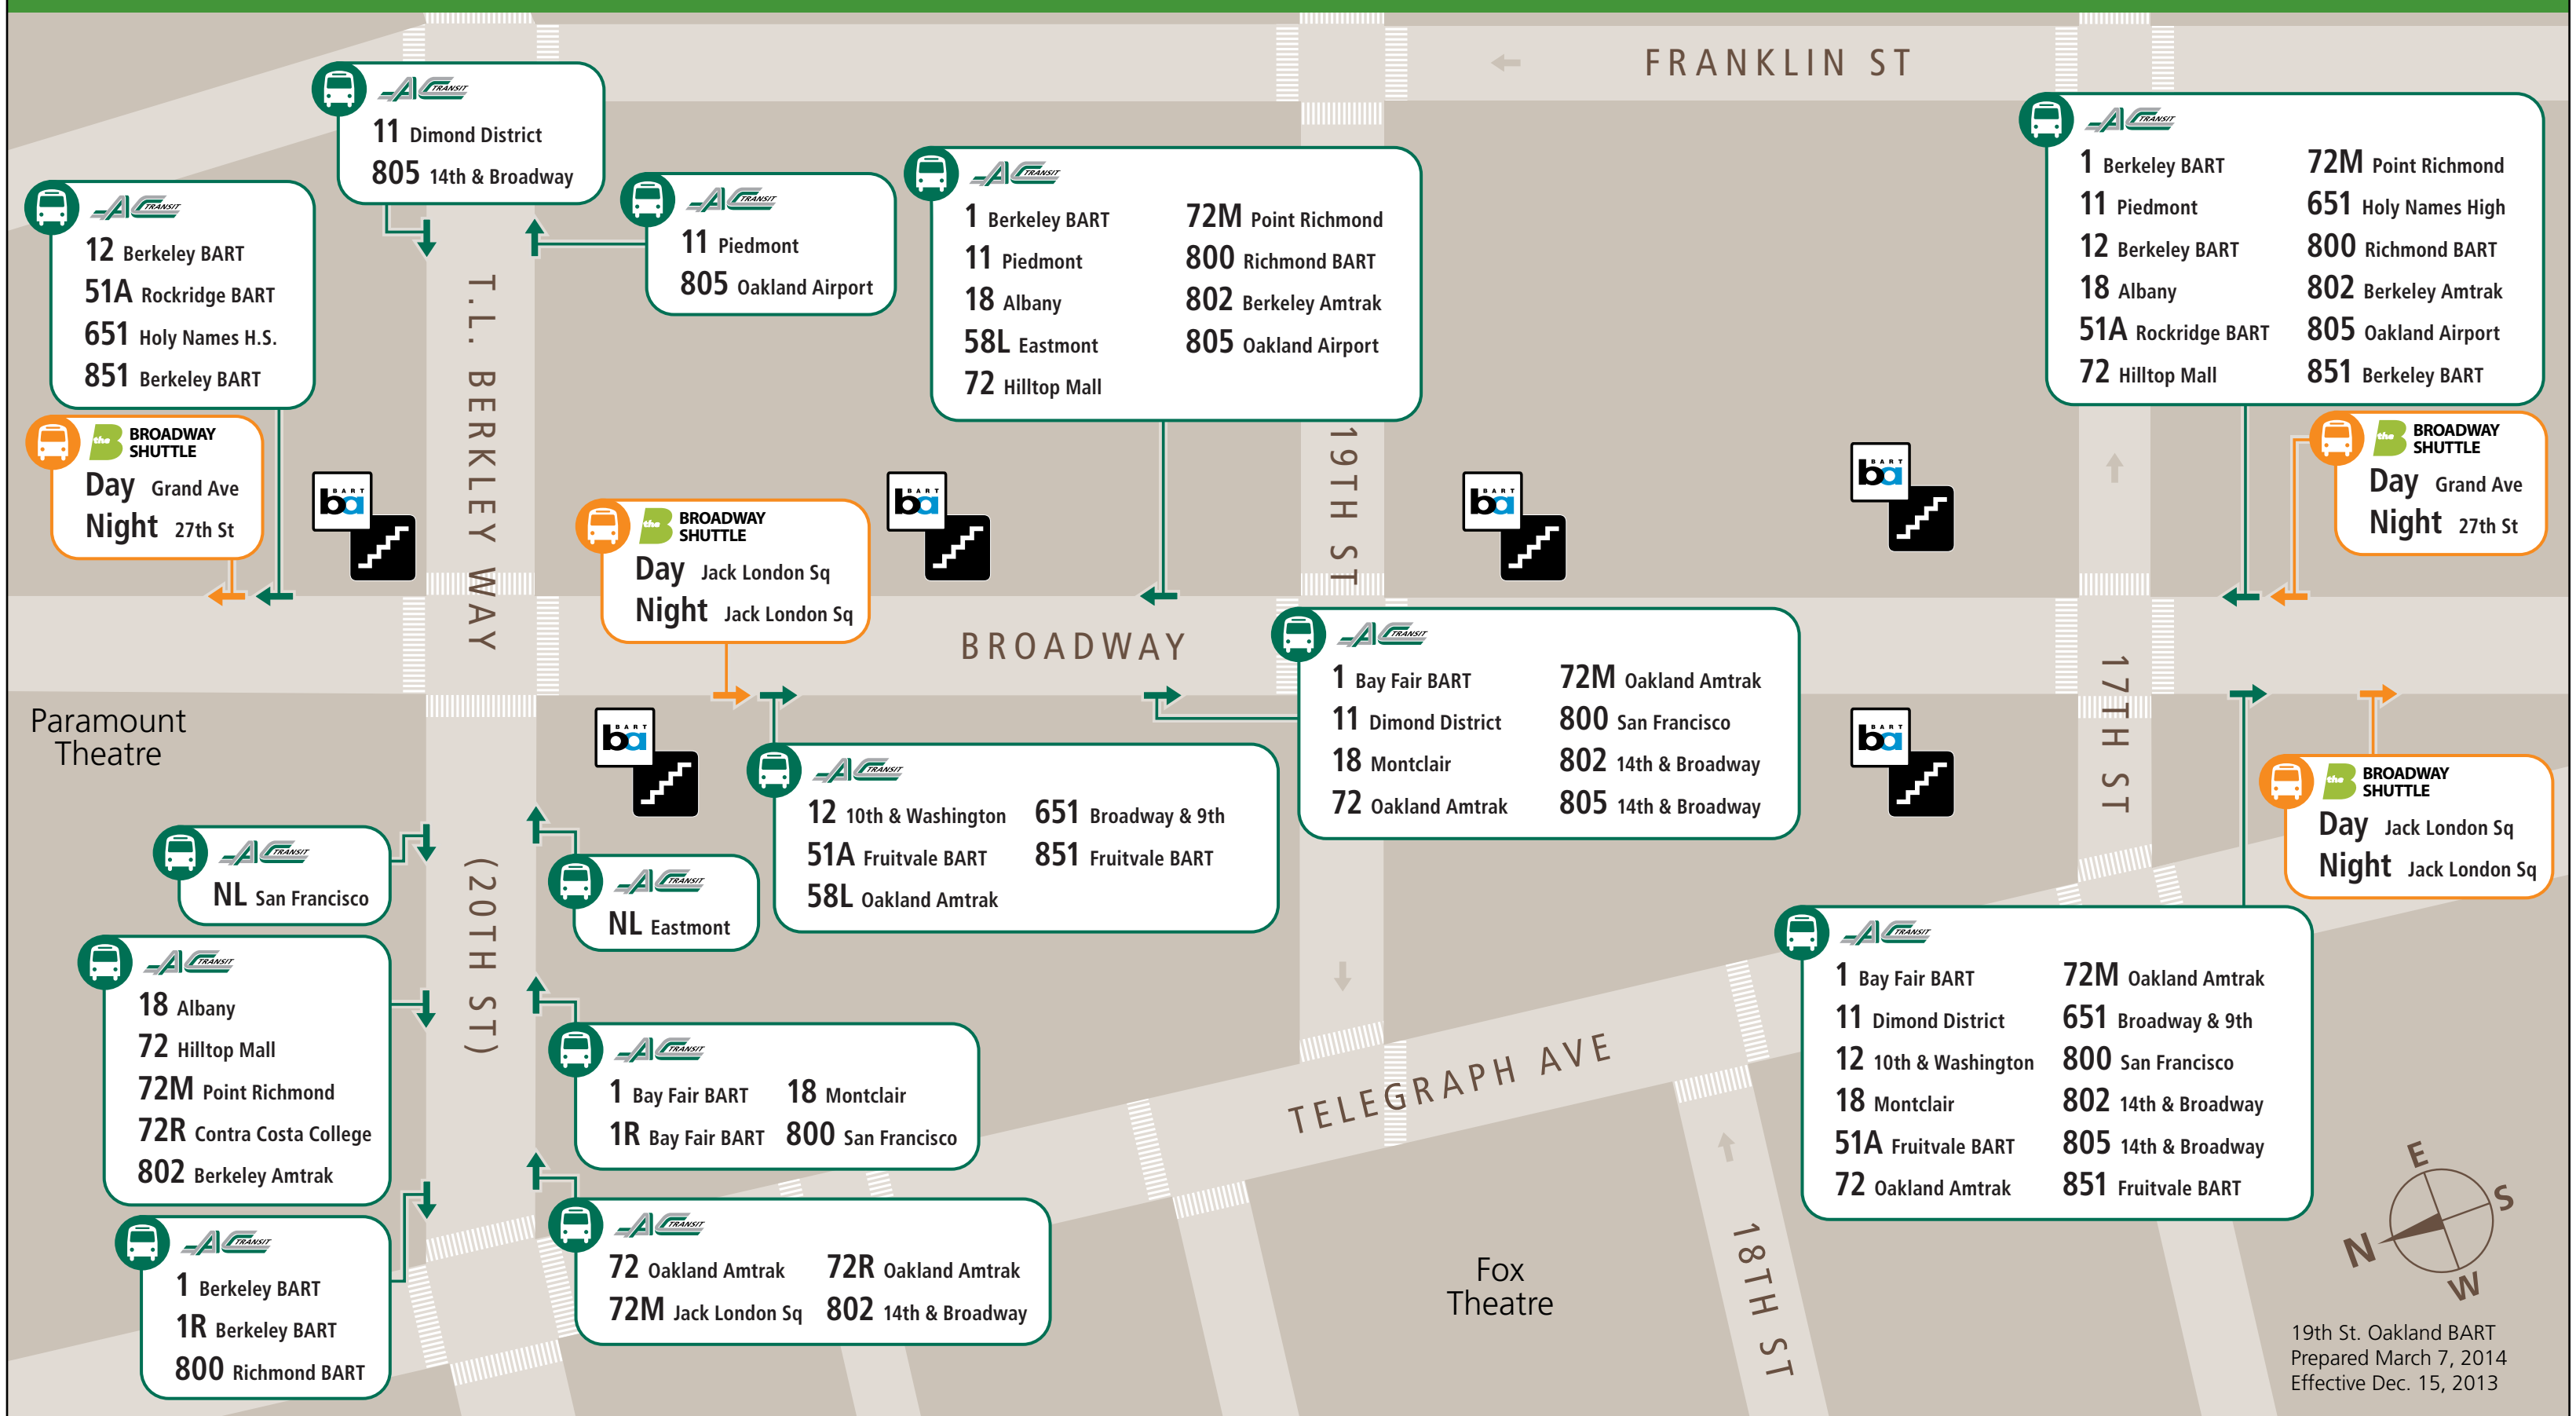 FRANKLIN ST
AC TRANSIT
11 Dimond District
805 14th & Broadway
AC TRANSIT
12 Berkeley BART
51A Rockridge BART
651 Holy Names H.S.
851 Berkeley BART
AC TRANSIT
11 Piedmont
805 Oakland Airport
AC TRANSIT
1 Berkeley BART
11 Piedmont
18 Albany
58L Eastmont
72 Hilltop Mall
72M Point Richmond
800 Richmond BART
802 Berkeley Amtrak
805 Oakland Airport
AC TRANSIT
1 Berkeley BART
11 Piedmont
12 Berkeley BART
18 Albany
51A Rockridge BART
72 Hilltop Mall
72M Point Richmond
651 Holy Names High
800 Richmond BART
802 Berkeley Amtrak
805 Oakland Airport
851 Berkeley BART
the B BROADWAY
SHUTTLE
Day Grand Ave
Night 27th St
BART
ba
T.L. BERKLEY WAY
the B BROADWAY
SHUTTLE
Day Jack London Sq
Night Jack London Sq
BART
ba
19TH ST
BART
ba
BART
ba
the B BROADWAY
SHUTTLE
Day Grand Ave
Night 27th St
BROADWAY
17TH ST
Paramount
Theatre
BART
ba
AC TRANSIT
1 Bay Fair BART
11 Dimond District
18 Montclair
72 Oakland Amtrak
72M Oakland Amtrak
800 San Francisco
802 14th & Broadway
805 14th & Broadway
BART
ba
AC TRANSIT
12 10th & Washington
51A Fruitvale BART
58L Oakland Amtrak
651 Broadway & 9th
851 Fruitvale BART
the B BROADWAY
SHUTTLE
Day Jack London Sq
Night Jack London Sq
AC TRANSIT
NL San Francisco
(20TH ST)
AC TRANSIT
NL Eastmont
AC TRANSIT
18 Albany
72 Hilltop Mall
72M Point Richmond
72R Contra Costa College
802 Berkeley Amtrak
AC TRANSIT
1 Bay Fair BART
1R Bay Fair BART
18 Montclair
800 San Francisco
TELEGRAPH AVE
AC TRANSIT
1 Bay Fair BART
11 Dimond District
12 10th & Washington
18 Montclair
51A Fruitvale BART
72 Oakland Amtrak
72M Oakland Amtrak
651 Broadway & 9th
800 San Francisco
802 14th & Broadway
805 14th & Broadway
851 Fruitvale BART
AC TRANSIT
1 Berkeley BART
1R Berkeley BART
800 Richmond BART
AC TRANSIT
72 Oakland Amtrak
72M Jack London Sq
72R Oakland Amtrak
802 14th & Broadway
Fox
Theatre
18TH ST
E
S
N
W
19th St. Oakland BART
Prepared March 7, 2014
Effective Dec. 15, 2013